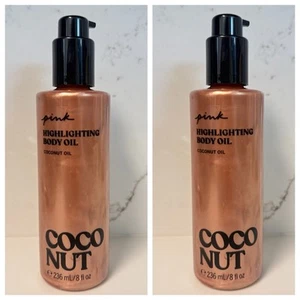 pink
HIGHLIGHTING
BODY OIL
COCONUT OIL
COCO
NUT
236 mL/8 fl oz
pink
HIGHLIGHTING
BODY OIL
COCONUT OIL
COCO
NUT
236 mL/8 fl oz